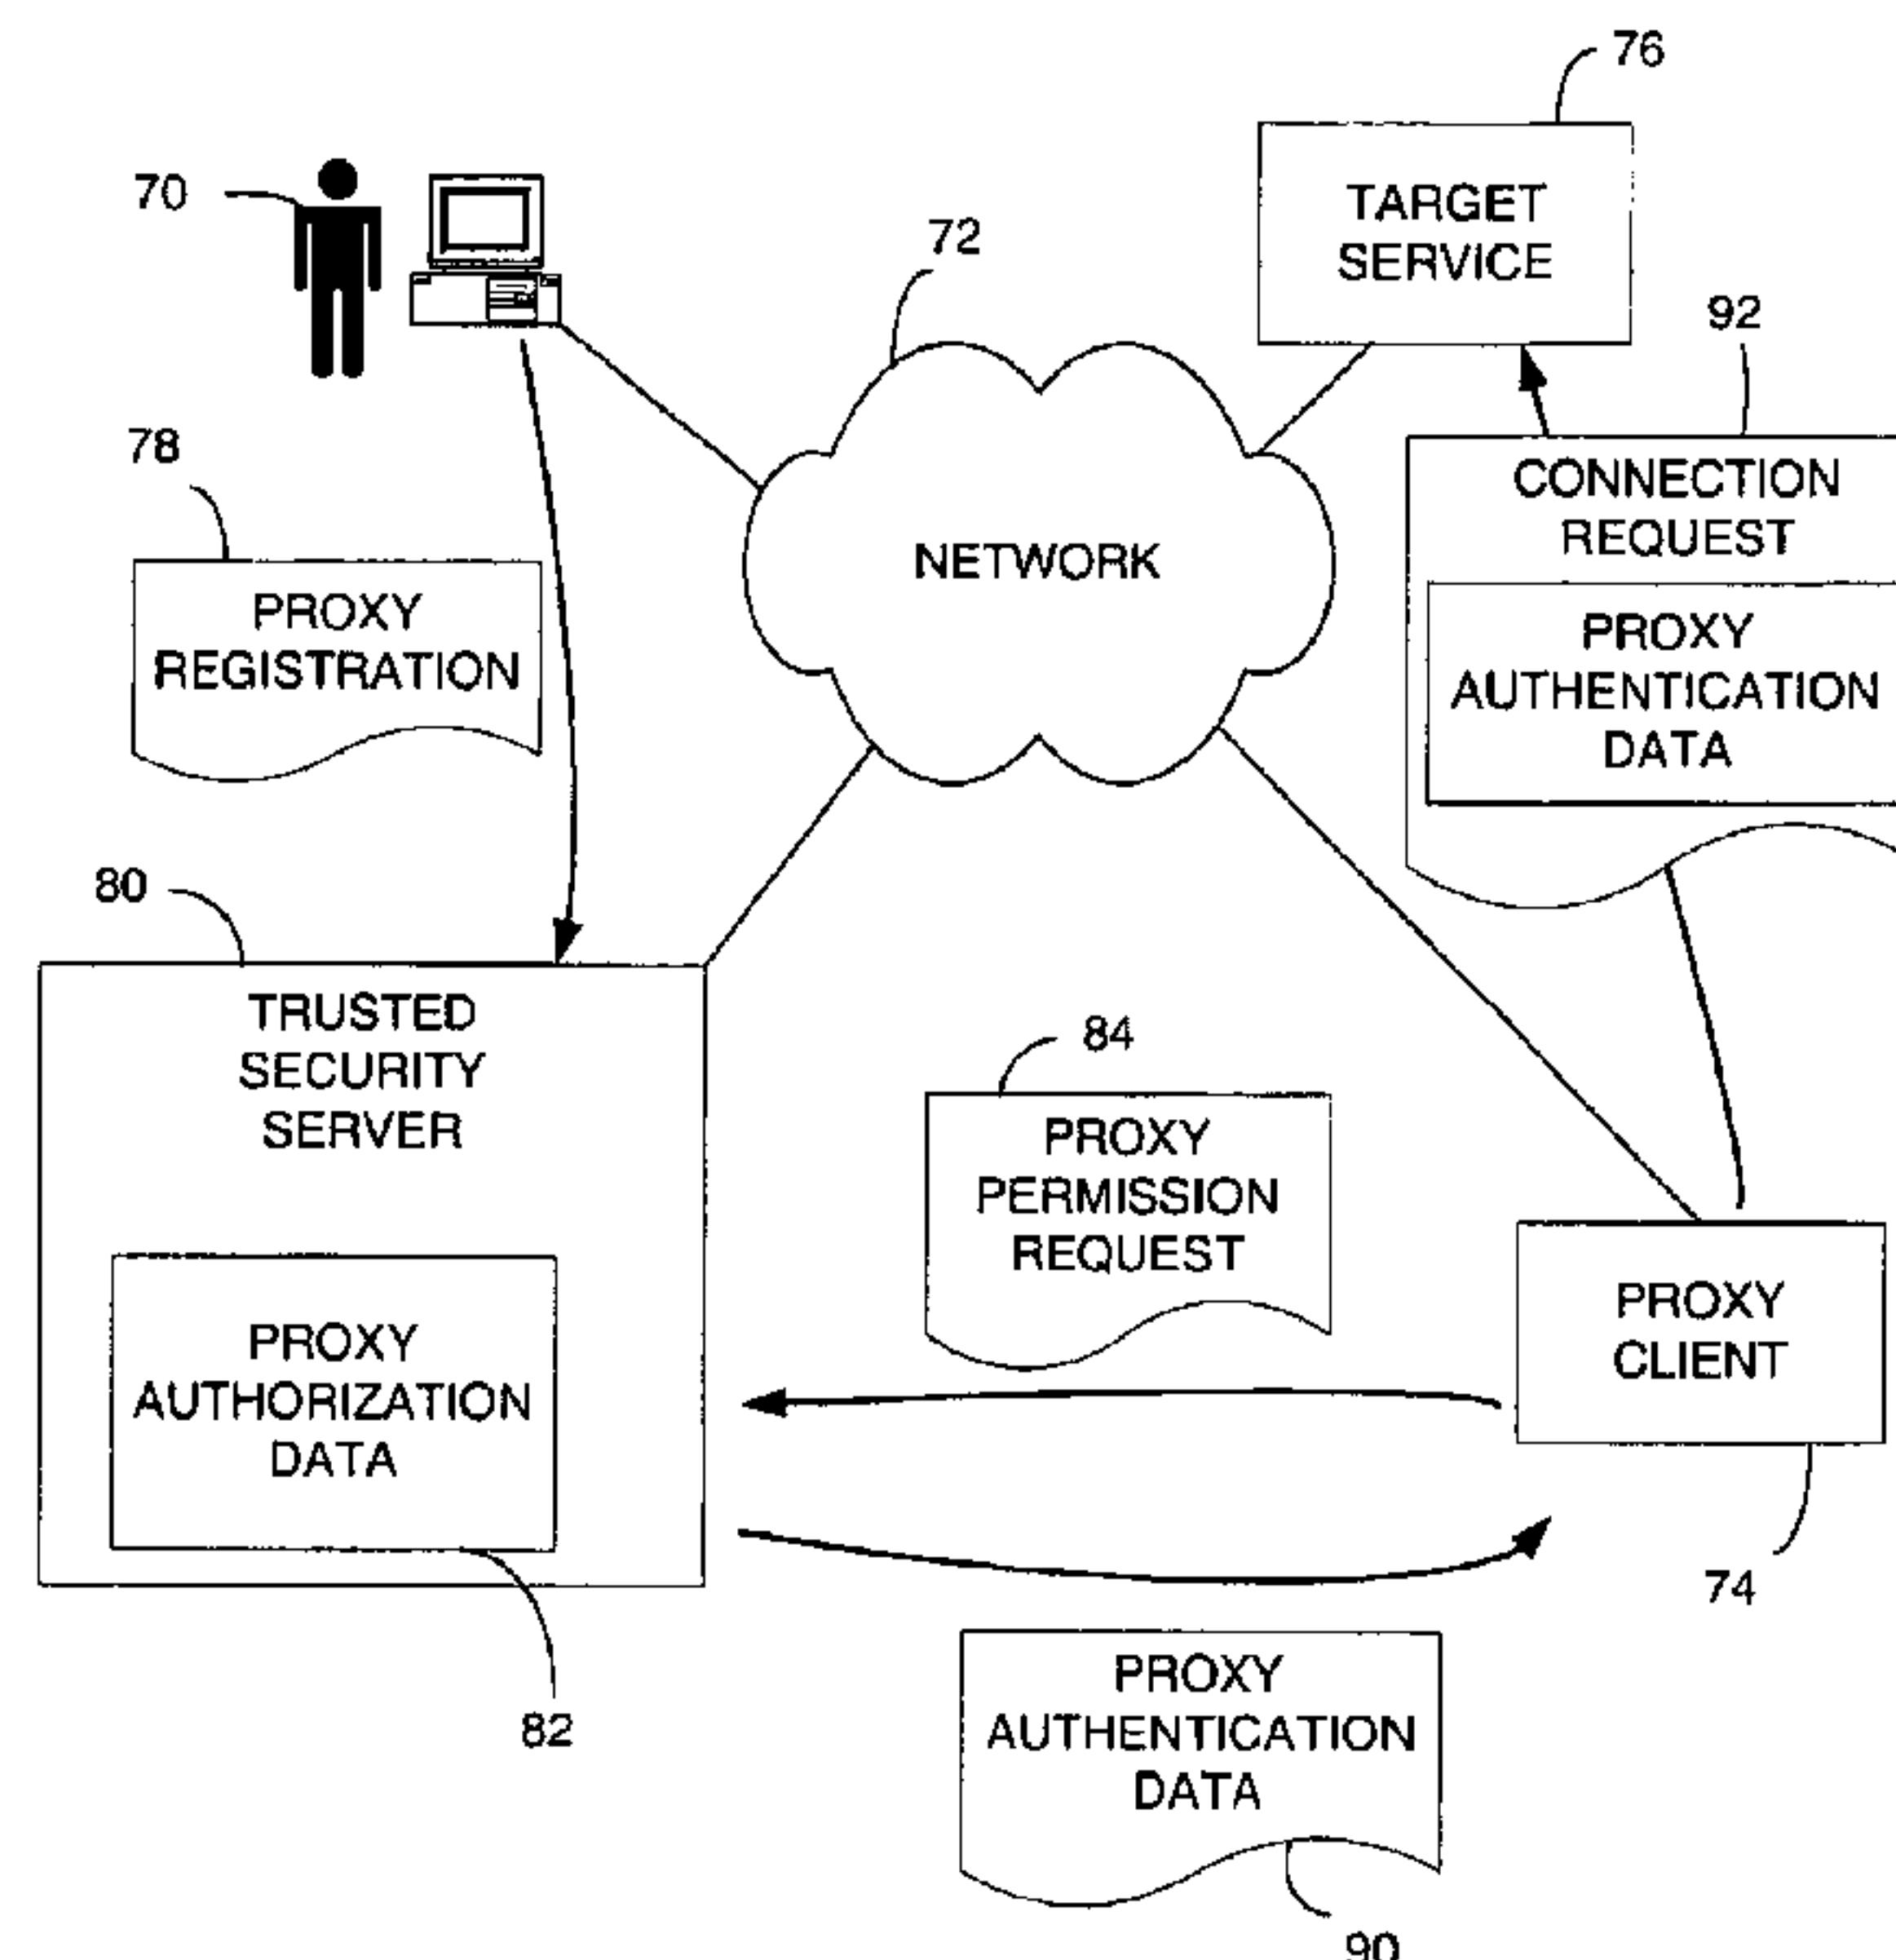 76
70
TARGET
SERVICE
72
92
78
CONNECTION
REQUEST
NETWORK
PROXY
REGISTRATION
PROXY
AUTHENTICATION
DATA
80
TRUSTED
SECURITY
SERVER
84
PROXY
PERMISSION
REQUEST
PROXY
CLIENT
PROXY
AUTHORIZATION
DATA
74
82
PROXY
AUTHENTICATION
DATA
90